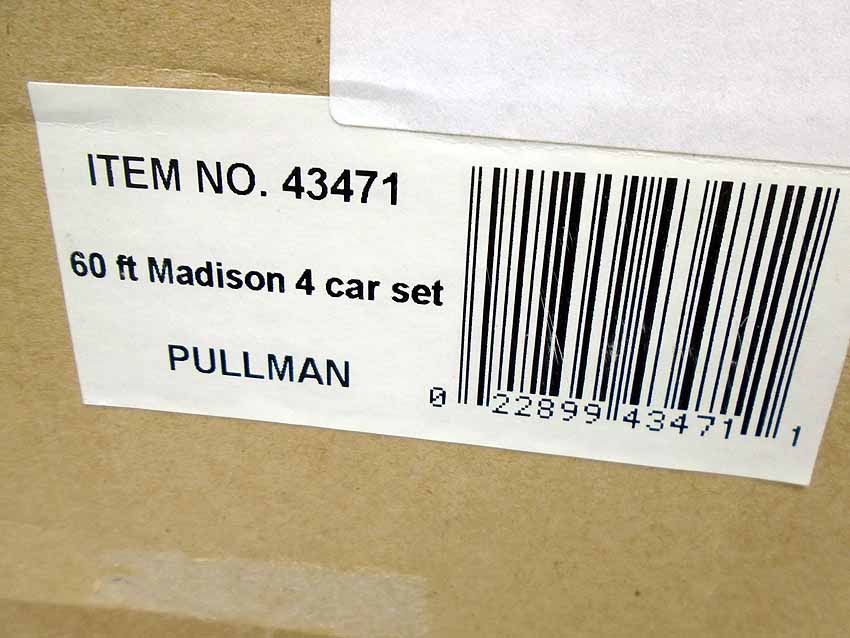 ITEM NO. 43471
60 ft Madison 4 car set
PULLMAN
0 22899 43471 1